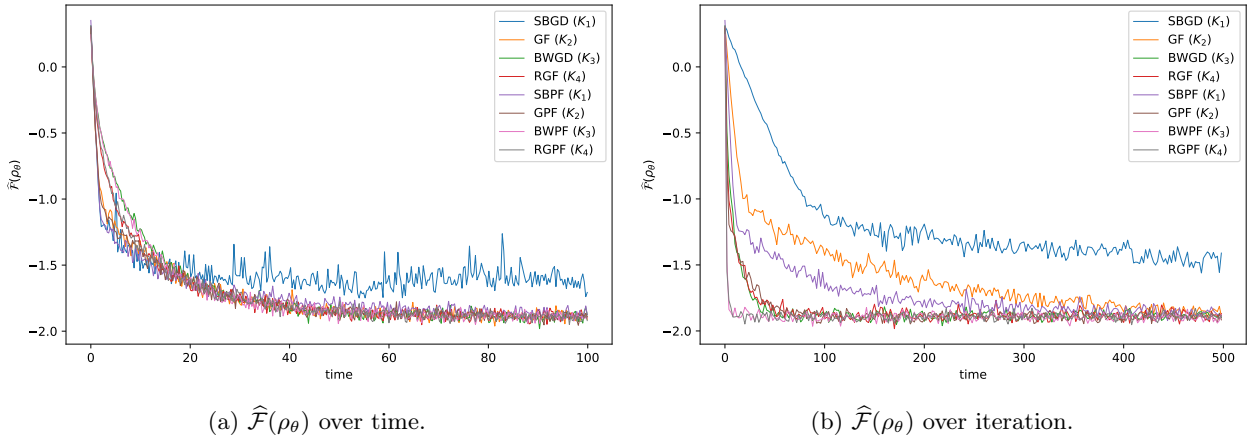 SBGD (K₁)
GF (K₂)
BWGD (K₃)
RGF (K₄)
SBPF (K₁)
GPF (K₂)
BWPF (K₃)
RGPF (K₄)
0.0
−0.5
−1.0
−1.5
−2.0
F̂(ρθ)
0
20
40
60
80
100
time
(a) F̂(ρθ) over time.
SBGD (K₁)
GF (K₂)
BWGD (K₃)
RGF (K₄)
SBPF (K₁)
GPF (K₂)
BWPF (K₃)
RGPF (K₄)
0.0
−0.5
−1.0
−1.5
−2.0
F̂(ρθ)
0
100
200
300
400
500
time
(b) F̂(ρθ) over iteration.